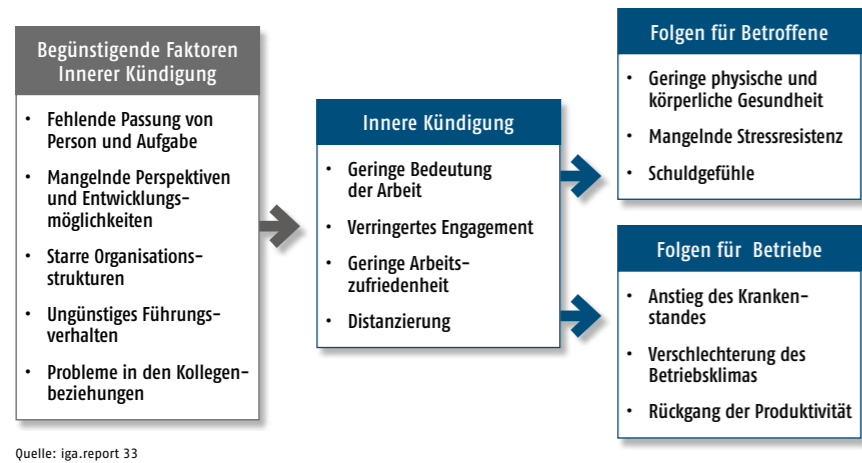 Begünstigende Faktoren
Innerer Kündigung
• Fehlende Passung von
Person und Aufgabe
• Mangelnde Perspektiven
und Entwicklungs-
möglichkeiten
• Starre Organisations-
strukturen
• Ungünstiges Führungs-
verhalten
• Probleme in den Kollegen-
beziehungen
Innere Kündigung
• Geringe Bedeutung
der Arbeit
• Verringertes Engagement
• Geringe Arbeits-
zufriedenheit
• Distanzierung
Folgen für Betroffene
• Geringe physische und
körperliche Gesundheit
• Mangelnde Stressresistenz
• Schuldgefühle
Folgen für Betriebe
• Anstieg des Kranken-
standes
• Verschlechterung des
Betriebsklimas
• Rückgang der Produktivität
Quelle: iga.report 33